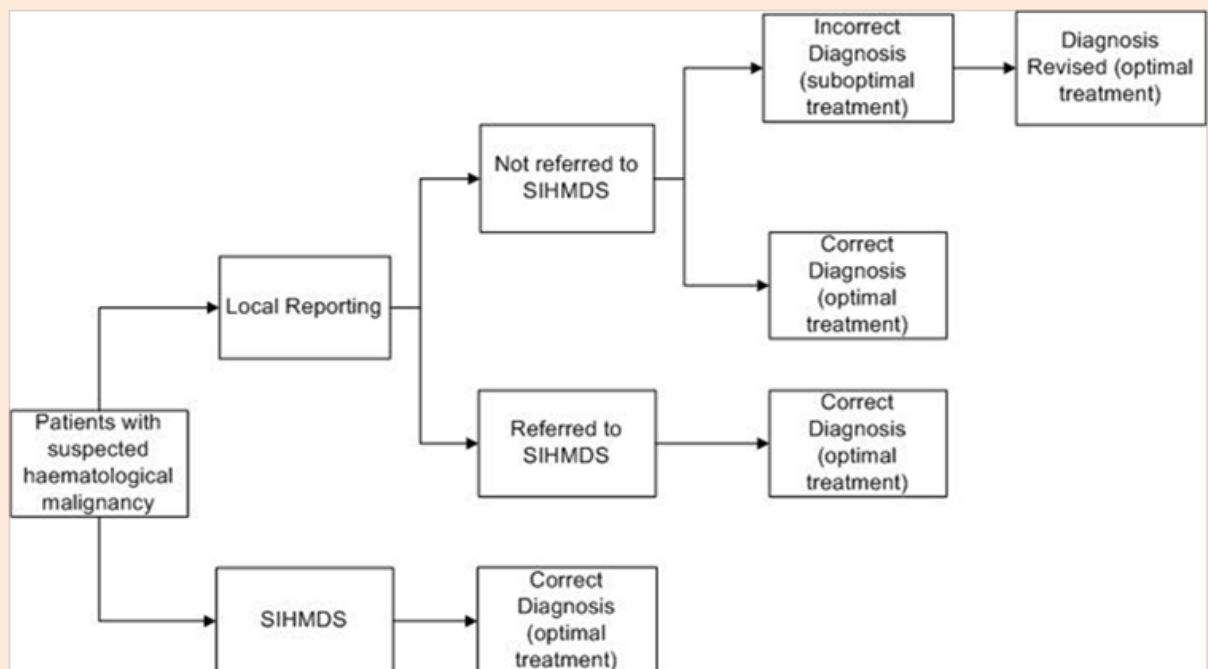 Incorrect
Diagnosis
(suboptimal
treatment)
Diagnosis
Revised (optimal
treatment)
Not referred to
SIHMDS
Correct
Diagnosis
(optimal
treatment)
Local Reporting
Referred to
SIHMDS
Correct
Diagnosis
(optimal
treatment)
Patients with
suspected
haematological
malignancy
SIHMDS
Correct
Diagnosis
(optimal
treatment)